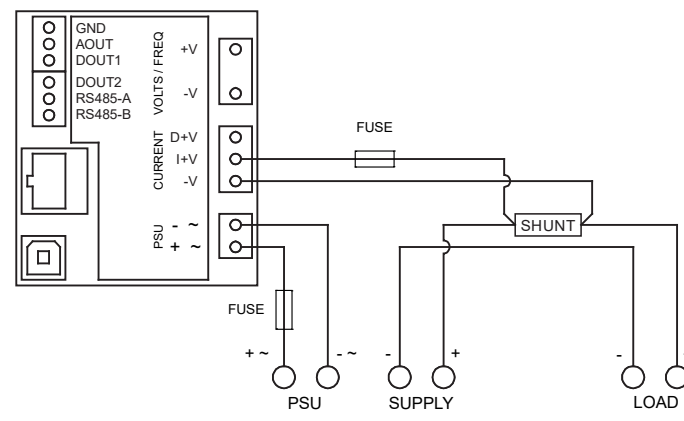 GND
AOUT
DOUT1
DOUT2
RS485-A
RS485-B
VOLTS / FREQ
+V
-V
CURRENT
D+V
I+V
-V
PSU
- ~
+ ~
FUSE
SHUNT
FUSE
+ ~
- ~
-
+
-
PSU
SUPPLY
LOAD